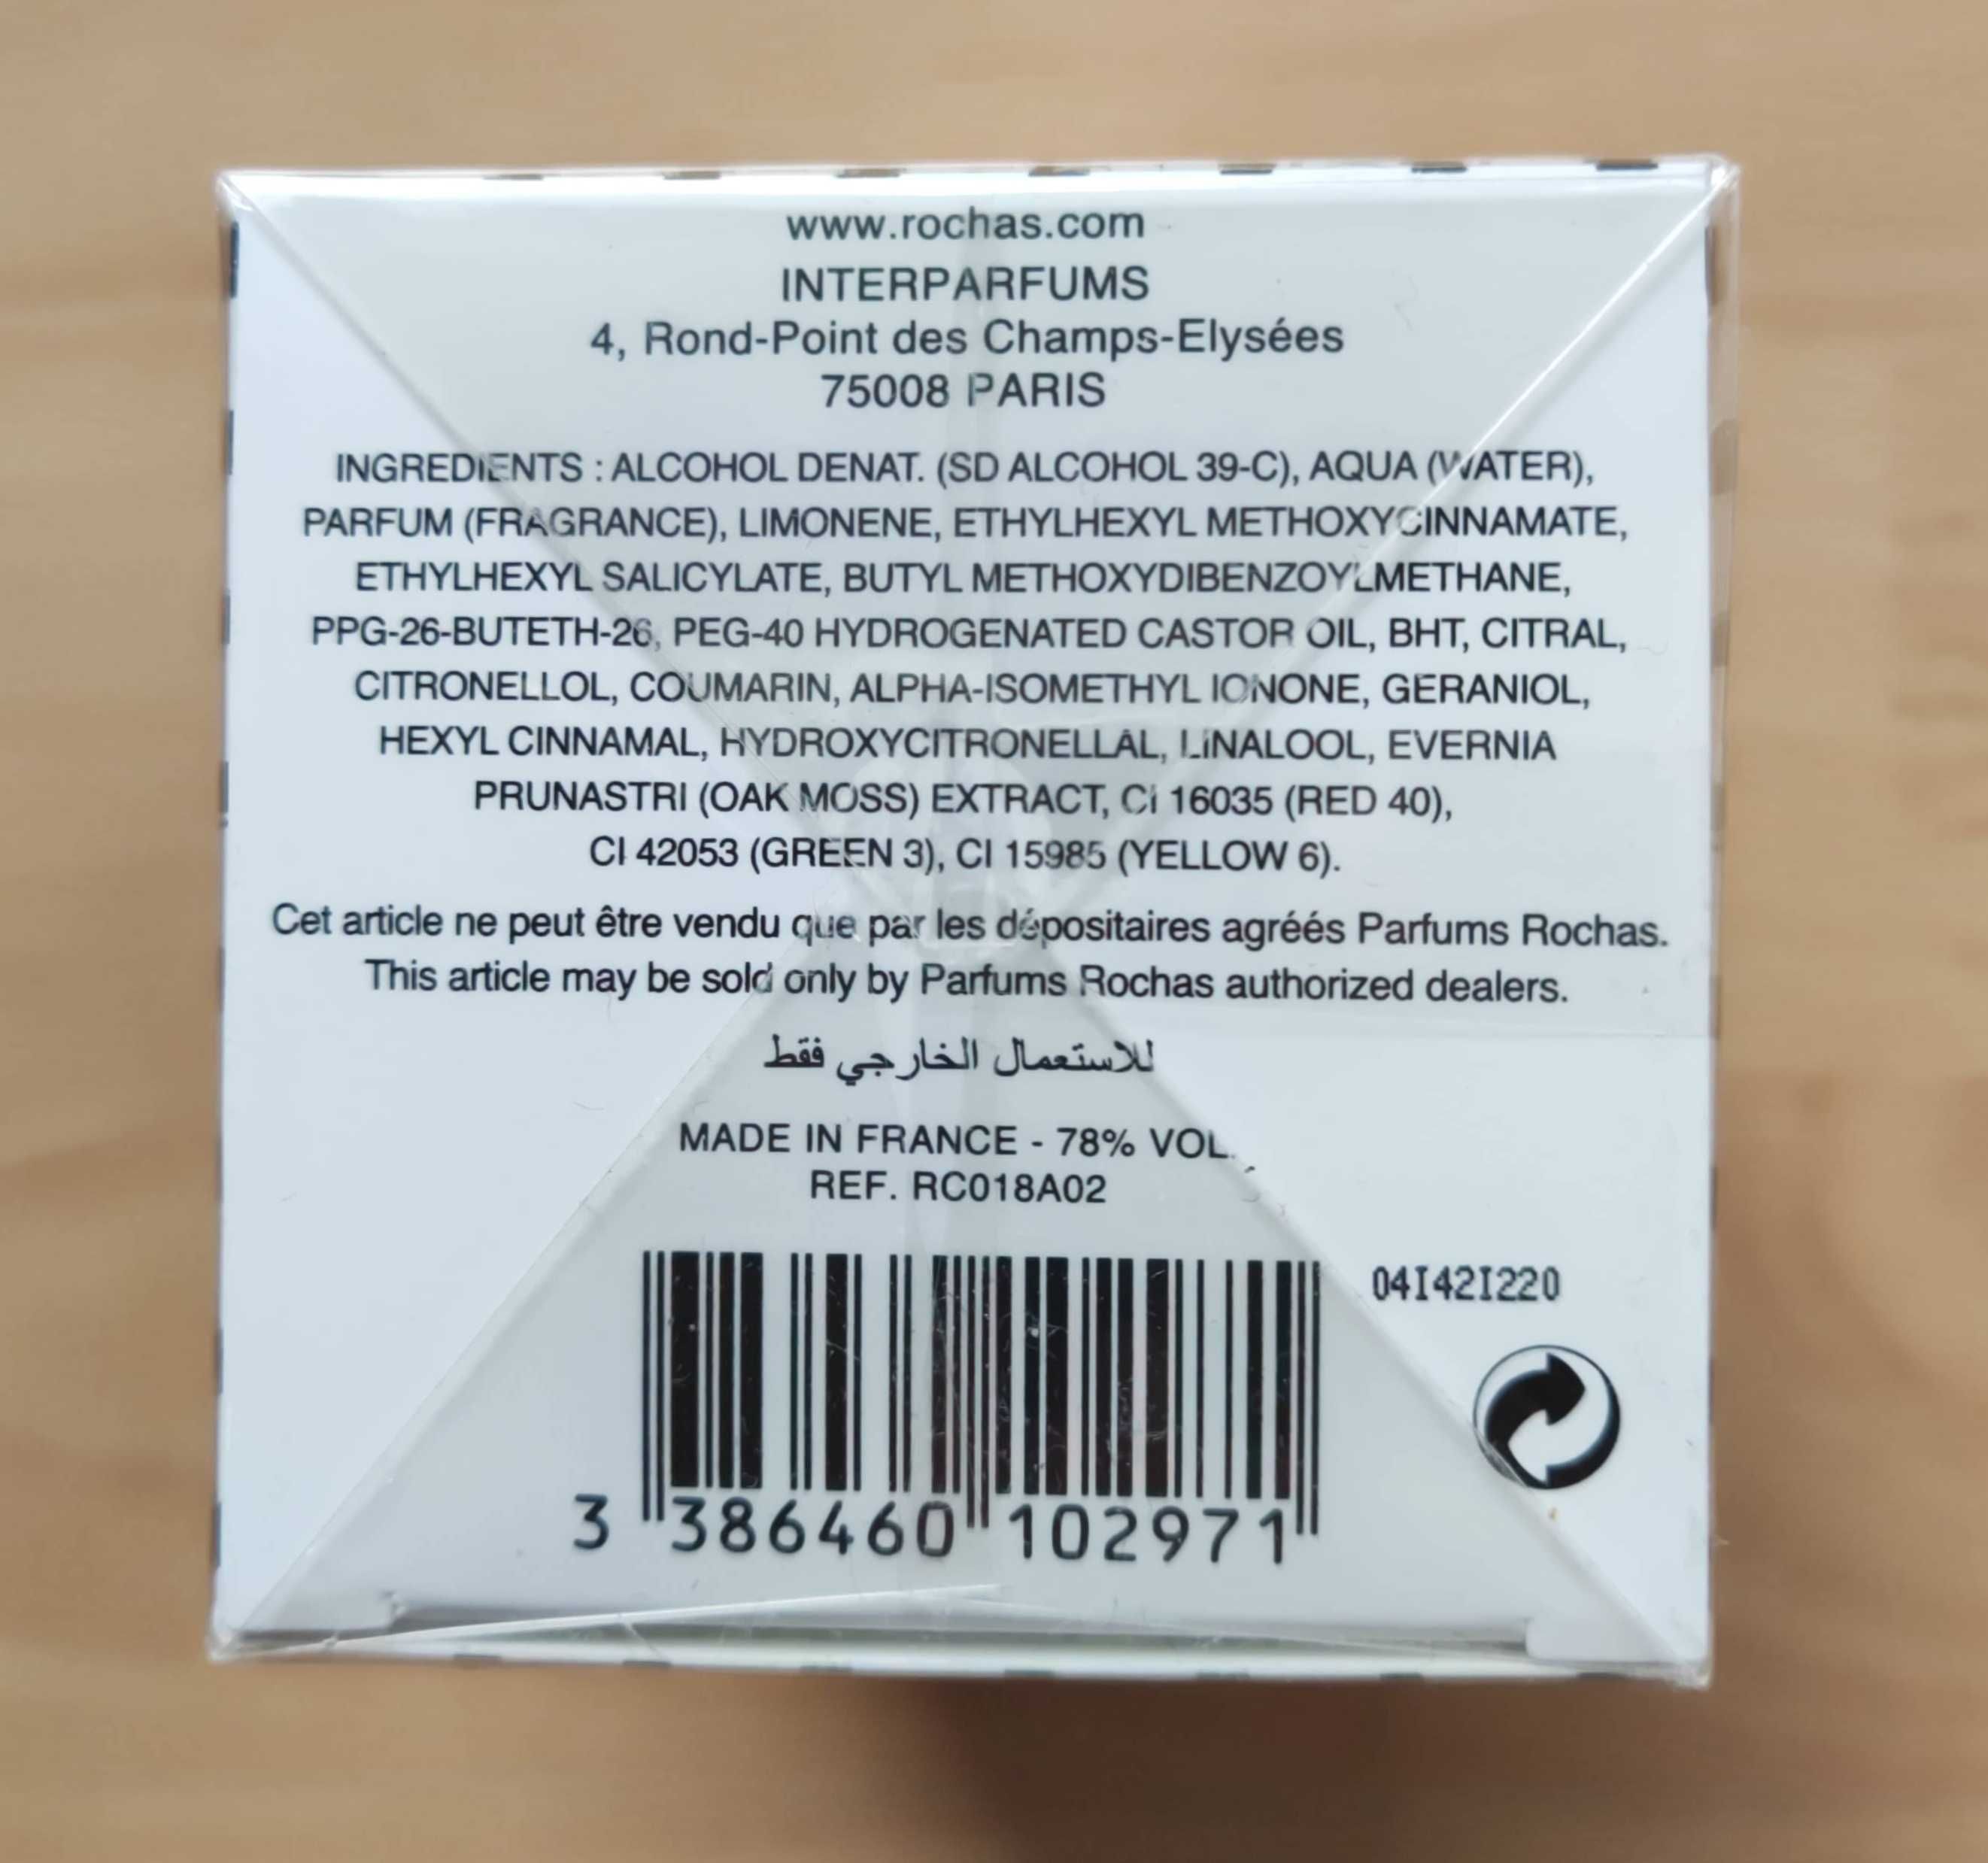 www.rochas.com
INTERPARFUMS
4, Rond-Point des Champs-Elysées
75008 PARIS
INGREDIENTS : ALCOHOL DENAT. (SD ALCOHOL 39-C), AQUA (WATER),
PARFUM (FRAGRANCE), LIMONENE, ETHYLHEXYL METHOXYCINNAMATE,
ETHYLHEXYL SALICYLATE, BUTYL METHOXYDIBENZOYLMETHANE,
PPG-26-BUTETH-26, PEG-40 HYDROGENATED CASTOR OIL, BHT, CITRAL,
CITRONELLOL, COUMARIN, ALPHA-ISOMETHYL IONONE, GERANIOL,
HEXYL CINNAMAL, HYDROXYCITRONELLAL, LINALOOL, EVERNIA
PRUNASTRI (OAK MOSS) EXTRACT, CI 16035 (RED 40),
CI 42053 (GREEN 3), CI 15985 (YELLOW 6).
Cet article ne peut être vendu que par les dépositaires agréés Parfums Rochas.
This article may be sold only by Parfums Rochas authorized dealers.
للاستعمال الخارجي فقط
MADE IN FRANCE - 78% VOL.
REF. RC018A02
04I42I220
3 386460 102971